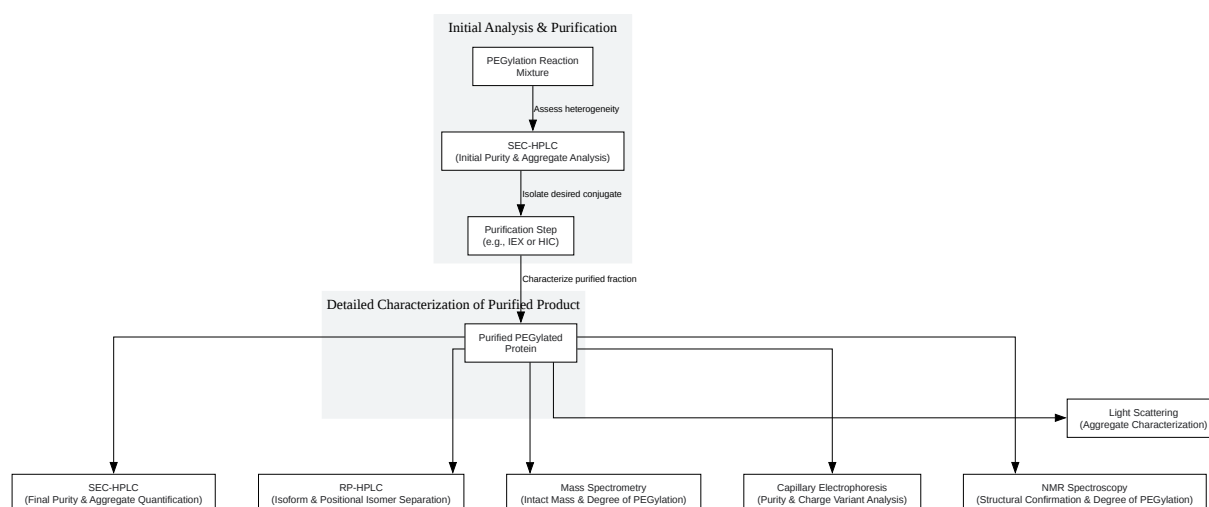 Initial Analysis & Purification
PEGylation Reaction
Mixture
Assess heterogeneity
SEC-HPLC
(Initial Purity & Aggregate Analysis)
Isolate desired conjugate
Purification Step
(e.g., IEX or HIC)
Characterize purified fraction
Detailed Characterization of Purified Product
Purified PEGylated
Protein
Light Scattering
(Aggregate Characterization)
SEC-HPLC
(Final Purity & Aggregate Quantification)
RP-HPLC
(Isoform & Positional Isomer Separation)
Mass Spectrometry
(Intact Mass & Degree of PEGylation)
Capillary Electrophoresis
(Purity & Charge Variant Analysis)
NMR Spectroscopy
(Structural Confirmation & Degree of PEGylation)